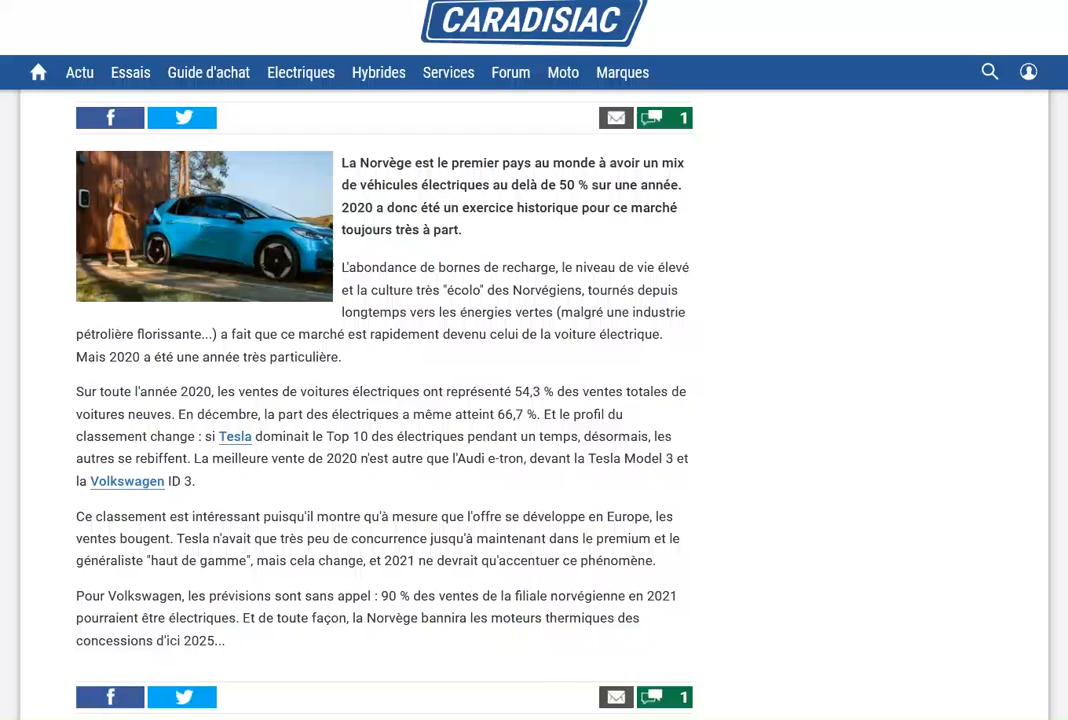 CARADISIAC
Actu Essais Guide d'achat Electriques Hybrides Services Forum Moto Marques
1
La Norvège est le premier pays au monde à avoir un mix
de véhicules électriques au delà de 50 % sur une année.
2020 a donc été un exercice historique pour ce marché
toujours très à part.
L'abondance de bornes de recharge, le niveau de vie élevé
et la culture très "écolo" des Norvégiens, tournés depuis
longtemps vers les énergies vertes (malgré une industrie
pétrolière florissante...) a fait que ce marché est rapidement devenu celui de la voiture électrique.
Mais 2020 a été une année très particulière.
Sur toute l'année 2020, les ventes de voitures électriques ont représenté 54,3 % des ventes totales de
voitures neuves. En décembre, la part des électriques a même atteint 66,7 %. Et le profil du
classement change : si Tesla dominait le Top 10 des électriques pendant un temps, désormais, les
autres se rebiffent. La meilleure vente de 2020 n'est autre que l'Audi e-tron, devant la Tesla Model 3 et
la Volkswagen ID 3.
Ce classement est intéressant puisqu'il montre qu'à mesure que l'offre se développe en Europe, les
ventes bougent. Tesla n'avait que très peu de concurrence jusqu'à maintenant dans le premium et le
généraliste "haut de gamme", mais cela change, et 2021 ne devrait qu'accentuer ce phénomène.
Pour Volkswagen, les prévisions sont sans appel : 90 % des ventes de la filiale norvégienne en 2021
pourraient être électriques. Et de toute façon, la Norvège bannira les moteurs thermiques des
concessions d'ici 2025...
1